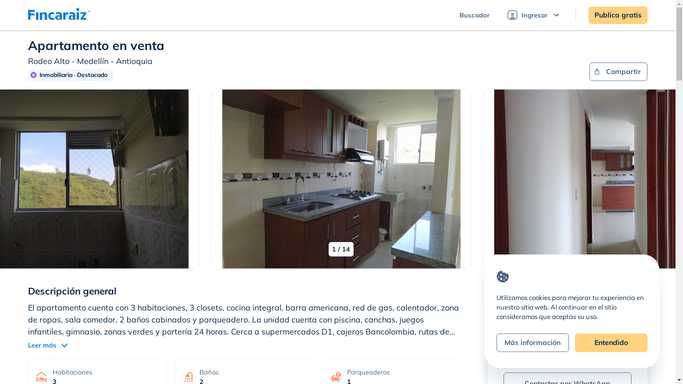 Fincaraiz
Buscador
Ingresar
Publica gratis
Apartamento en venta
Rodeo Alto - Medellín - Antioquia
Inmobiliaria · Destacado
Compartir
1 / 14
Descripción general
El apartamento cuenta con 3 habitaciones, 3 closets, cocina integral, barra americana, red de gas, calentador, zona
de ropas, sala comedor. 2 baños cabinados y parqueadero. La unidad cuenta con piscina, canchas, juegos
infantiles, gimnasio, zonas verdes y portería 24 horas. Cerca a supermercados D1, cajeros Bancolombia, rutas de...
Leer más
Habitaciones
3
Baños
2
Parqueaderos
1
Utilizamos cookies para mejorar tu experiencia en
nuestro sitio web. Al continuar en el sitio
consideramos que aceptas su uso.
Más información
Entendido
Contactar por WhatsApp